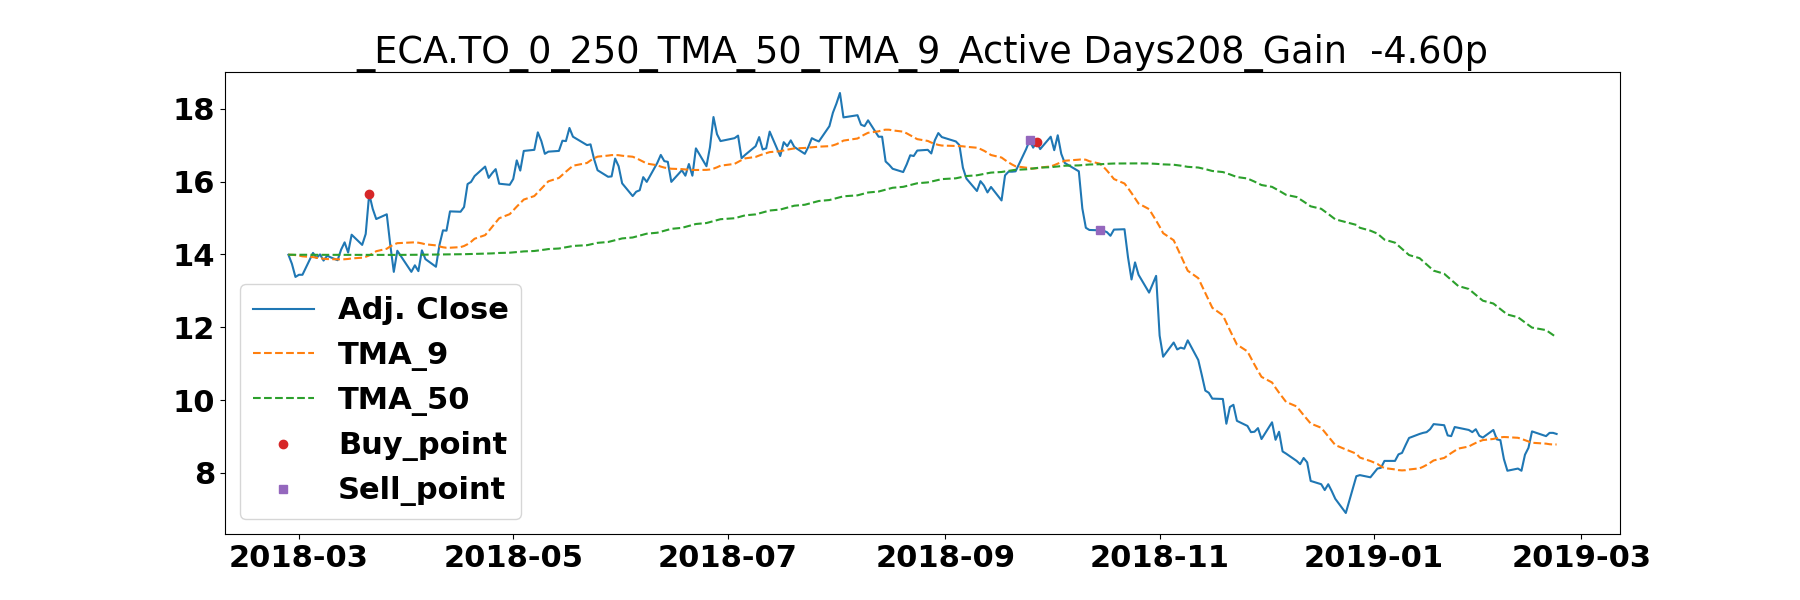 _ECA.TO_0_250_TMA_50_TMA_9_Active Days208_Gain  -4.60p
18
16
14
12
10
8
Adj. Close
TMA_9
TMA_50
Buy_point
Sell_point
2018-03 2018-05 2018-07 2018-09 2018-11 2019-01 2019-03